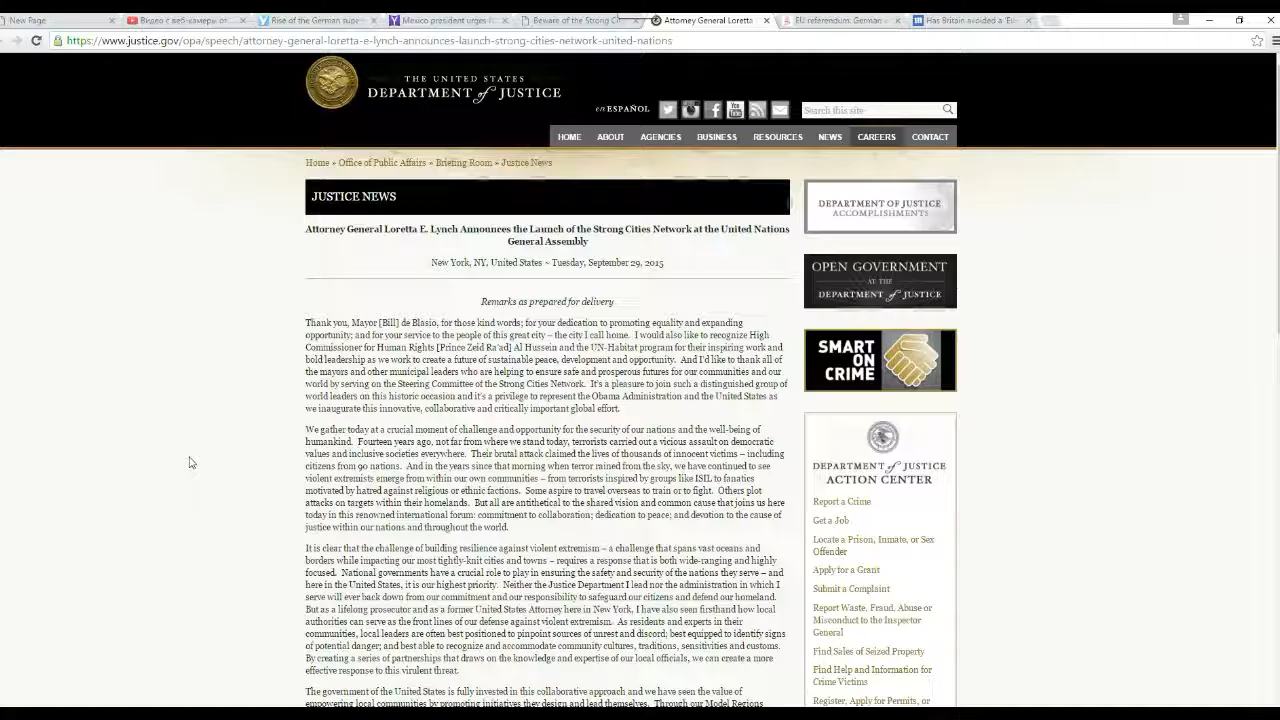 New Page
Видео с веб-камеры от
Rise of the German supe
Mexico president urges f
Beware of the Strong C
Attorney General Loretta
EU referendum: German
Has Britain avoided a 'Eu
https://www.justice.gov/opa/speech/attorney-general-loretta-e-lynch-announces-launch-strong-cities-network-united-nations
THE UNITED STATES
DEPARTMENT of JUSTICE
en ESPAÑOL
You Tube
Search this site
HOME ABOUT AGENCIES BUSINESS RESOURCES NEWS CAREERS CONTACT
Home » Office of Public Affairs » Briefing Room » Justice News
JUSTICE NEWS
Attorney General Loretta E. Lynch Announces the Launch of the Strong Cities Network at the United Nations
General Assembly
New York, NY, United States ~ Tuesday, September 29, 2015
Remarks as prepared for delivery
Thank you, Mayor [Bill] de Blasio, for those kind words; for your dedication to promoting equality and expanding
opportunity; and for your service to the people of this great city – the city I call home.  I would also like to recognize High
Commissioner for Human Rights [Prince Zeid Ra'ad] Al Hussein and the UN-Habitat program for their inspiring work and
bold leadership as we work to create a future of sustainable peace, development and opportunity.  And I'd like to thank all of
the mayors and other municipal leaders who are helping to ensure safe and prosperous futures for our communities and our
world by serving on the Steering Committee of the Strong Cities Network.  It's a pleasure to join such a distinguished group of
world leaders on this historic occasion and it's a privilege to represent the Obama Administration and the United States as
we inaugurate this innovative, collaborative and critically important global effort.
We gather today at a crucial moment of challenge and opportunity for the security of our nations and the well-being of
humankind.  Fourteen years ago, not far from where we stand today, terrorists carried out a vicious assault on democratic
values and inclusive societies everywhere.  Their brutal attack claimed the lives of thousands of innocent victims – including
citizens from 90 nations.  And in the years since that morning when terror rained from the sky, we have continued to see
violent extremists emerge from within our own communities – from terrorists inspired by groups like ISIL to fanatics
motivated by hatred against religious or ethnic factions.  Some aspire to travel overseas to train or to fight.  Others plot
attacks on targets within their homelands.  But all are antithetical to the shared vision and common cause that joins us here
today in this renowned international forum: commitment to collaboration; dedication to peace; and devotion to the cause of
justice within our nations and throughout the world.
It is clear that the challenge of building resilience against violent extremism – a challenge that spans vast oceans and
borders while impacting our most tightly-knit cities and towns – requires a response that is both wide-ranging and highly
focused.  National governments have a crucial role to play in ensuring the safety and security of the nations they serve – and
here in the United States, it is our highest priority.  Neither the Justice Department I lead nor the administration in which I
serve will ever back down from our commitment and our responsibility to safeguard our citizens and defend our homeland.
But as a lifelong prosecutor and as a former United States Attorney here in New York, I have also seen firsthand how local
authorities can serve as the front lines of our defense against violent extremism.  As residents and experts in their
communities, local leaders are often best positioned to pinpoint sources of unrest and discord; best equipped to identify signs
of potential danger; and best able to recognize and accommodate community cultures, traditions, sensitivities and customs.
By creating a series of partnerships that draws on the knowledge and expertise of our local officials, we can create a more
effective response to this virulent threat.
The government of the United States is fully invested in this collaborative approach and we have seen the value of
empowering local communities by promoting initiatives they design and lead themselves.  Through our Model Regions
DEPARTMENT OF JUSTICE
ACCOMPLISHMENTS
OPEN GOVERNMENT
AT THE
DEPARTMENT of JUSTICE
SMART
ON
CRIME
DEPARTMENT of JUSTICE
ACTION CENTER
Report a Crime
Get a Job
Locate a Prison, Inmate, or Sex
Offender
Apply for a Grant
Submit a Complaint
Report Waste, Fraud, Abuse or
Misconduct to the Inspector
General
Find Sales of Seized Property
Find Help and Information for
Crime Victims
Register, Apply for Permits, or